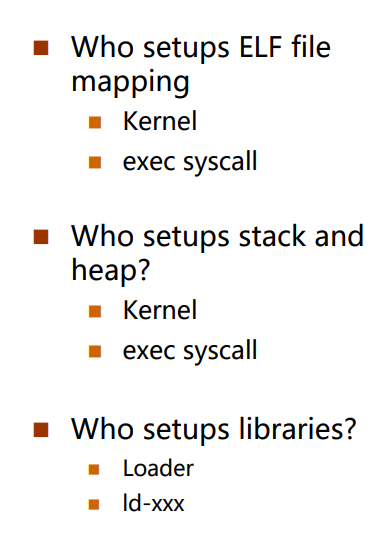 Who setups ELF file
mapping
Kernel
exec syscall
Who setups stack and
heap?
Kernel
exec syscall
Who setups libraries?
Loader
ld-xxx